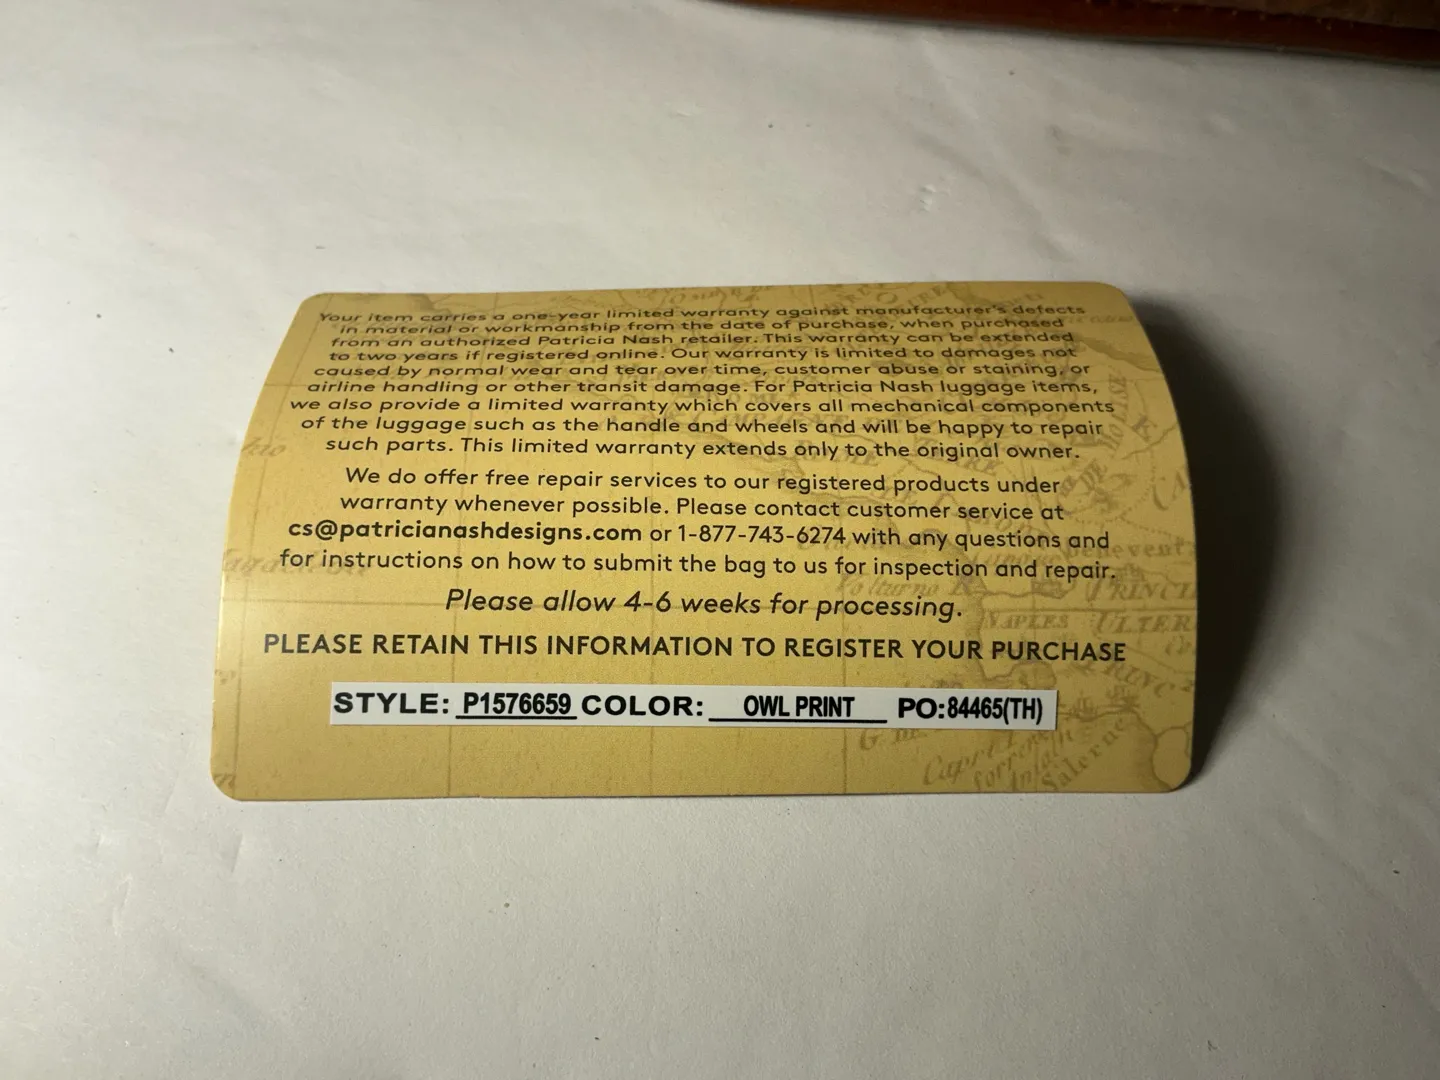 Your item carries a one-year limited warranty against manufacturer's defects
in material or workmanship from the date of purchase, when purchased
from an authorized Patricia Nash retailer. This warranty can be extended
to two years if registered online. Our warranty is limited to damages not
caused by normal wear and tear over time, customer abuse or staining, or
airline handling or other transit damage. For Patricia Nash luggage items,
we also provide a limited warranty which covers all mechanical components
of the luggage such as the handle and wheels and will be happy to repair
such parts. This limited warranty extends only to the original owner.
We do offer free repair services to our registered products under
warranty whenever possible. Please contact customer service at
cs@patricianashdesigns.com or 1-877-743-6274 with any questions and
for instructions on how to submit the bag to us for inspection and repair.
Please allow 4-6 weeks for processing.
PLEASE RETAIN THIS INFORMATION TO REGISTER YOUR PURCHASE
STYLE: P1576659 COLOR: OWL PRINT PO:84465(TH)
NAPLES ULTER
Salerne